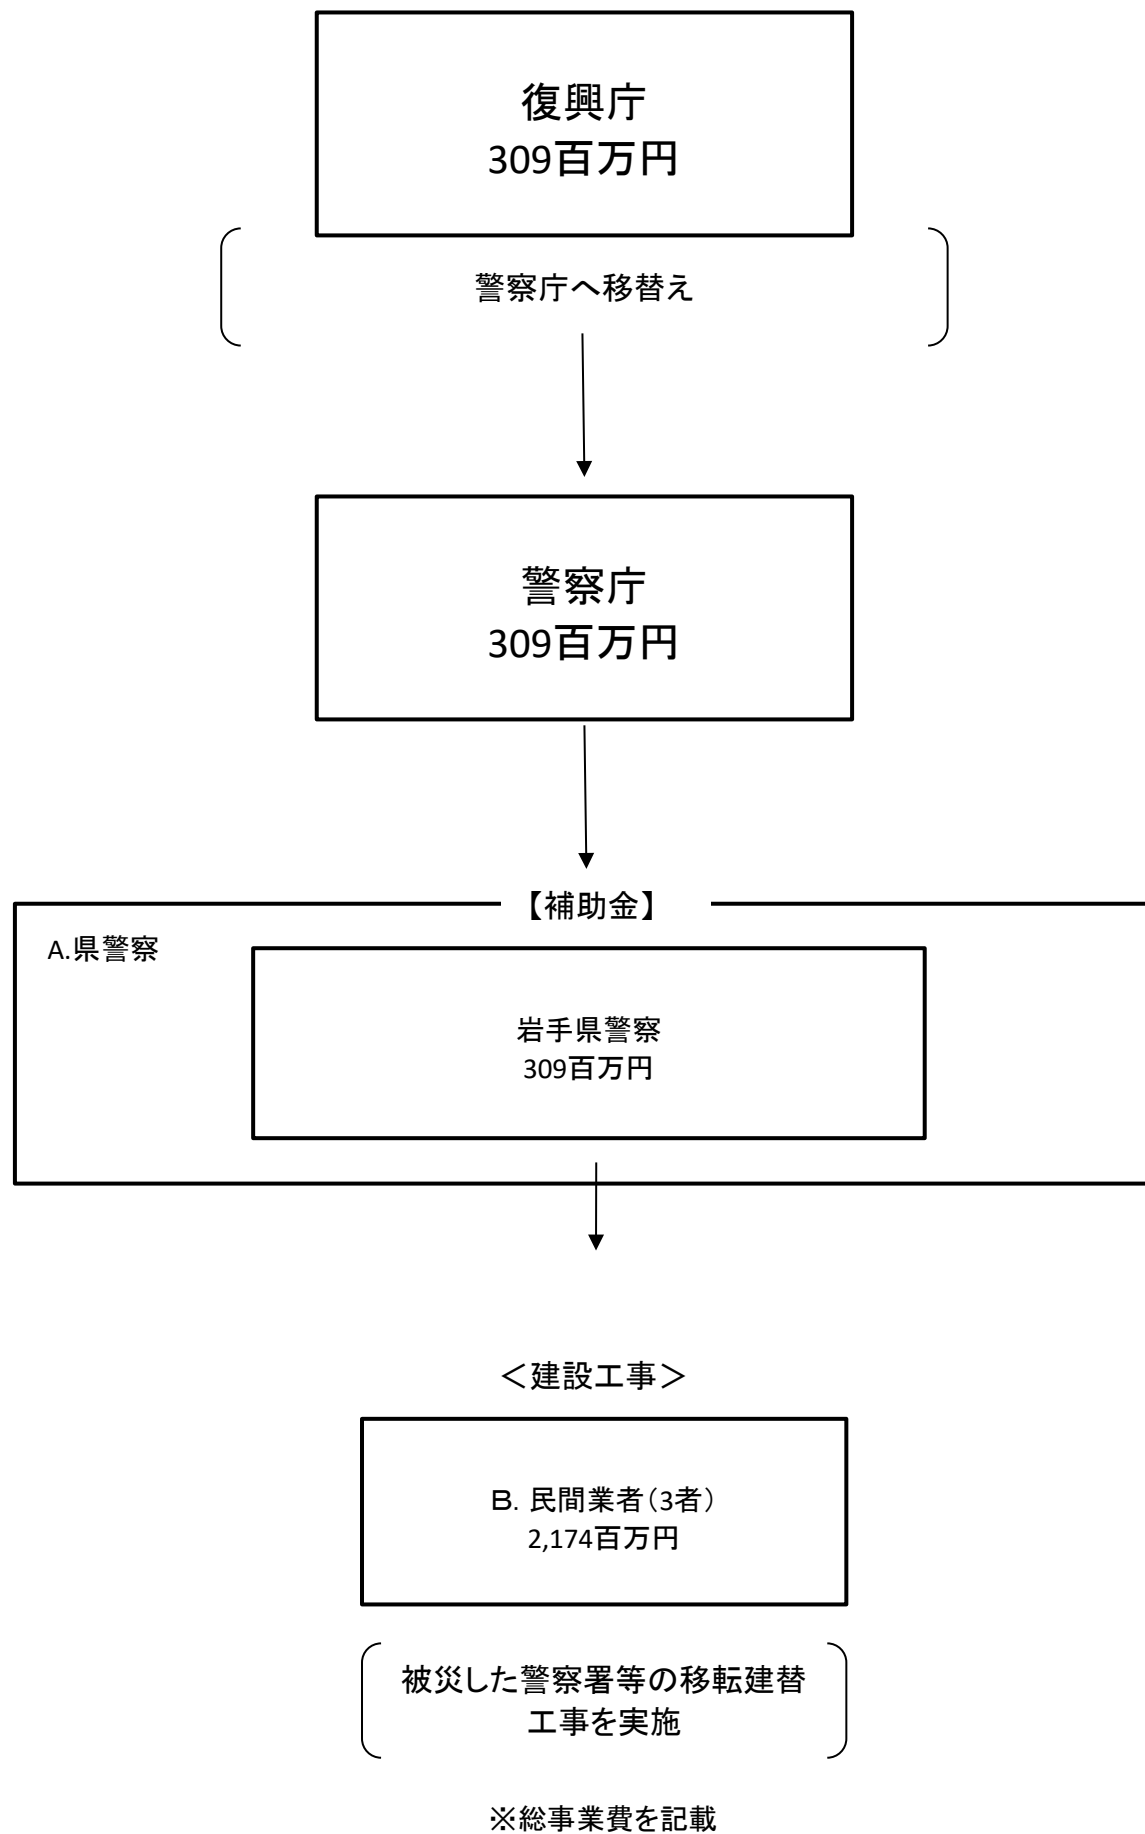 復興庁
309百万円
警察庁へ移替え
警察庁
309百万円
【補助金】
A.県警察
岩手県警察
309百万円
＜建設工事＞
B. 民間業者（3者）
2,174百万円
被災した警察署等の移転建替
工事を実施
※総事業費を記載